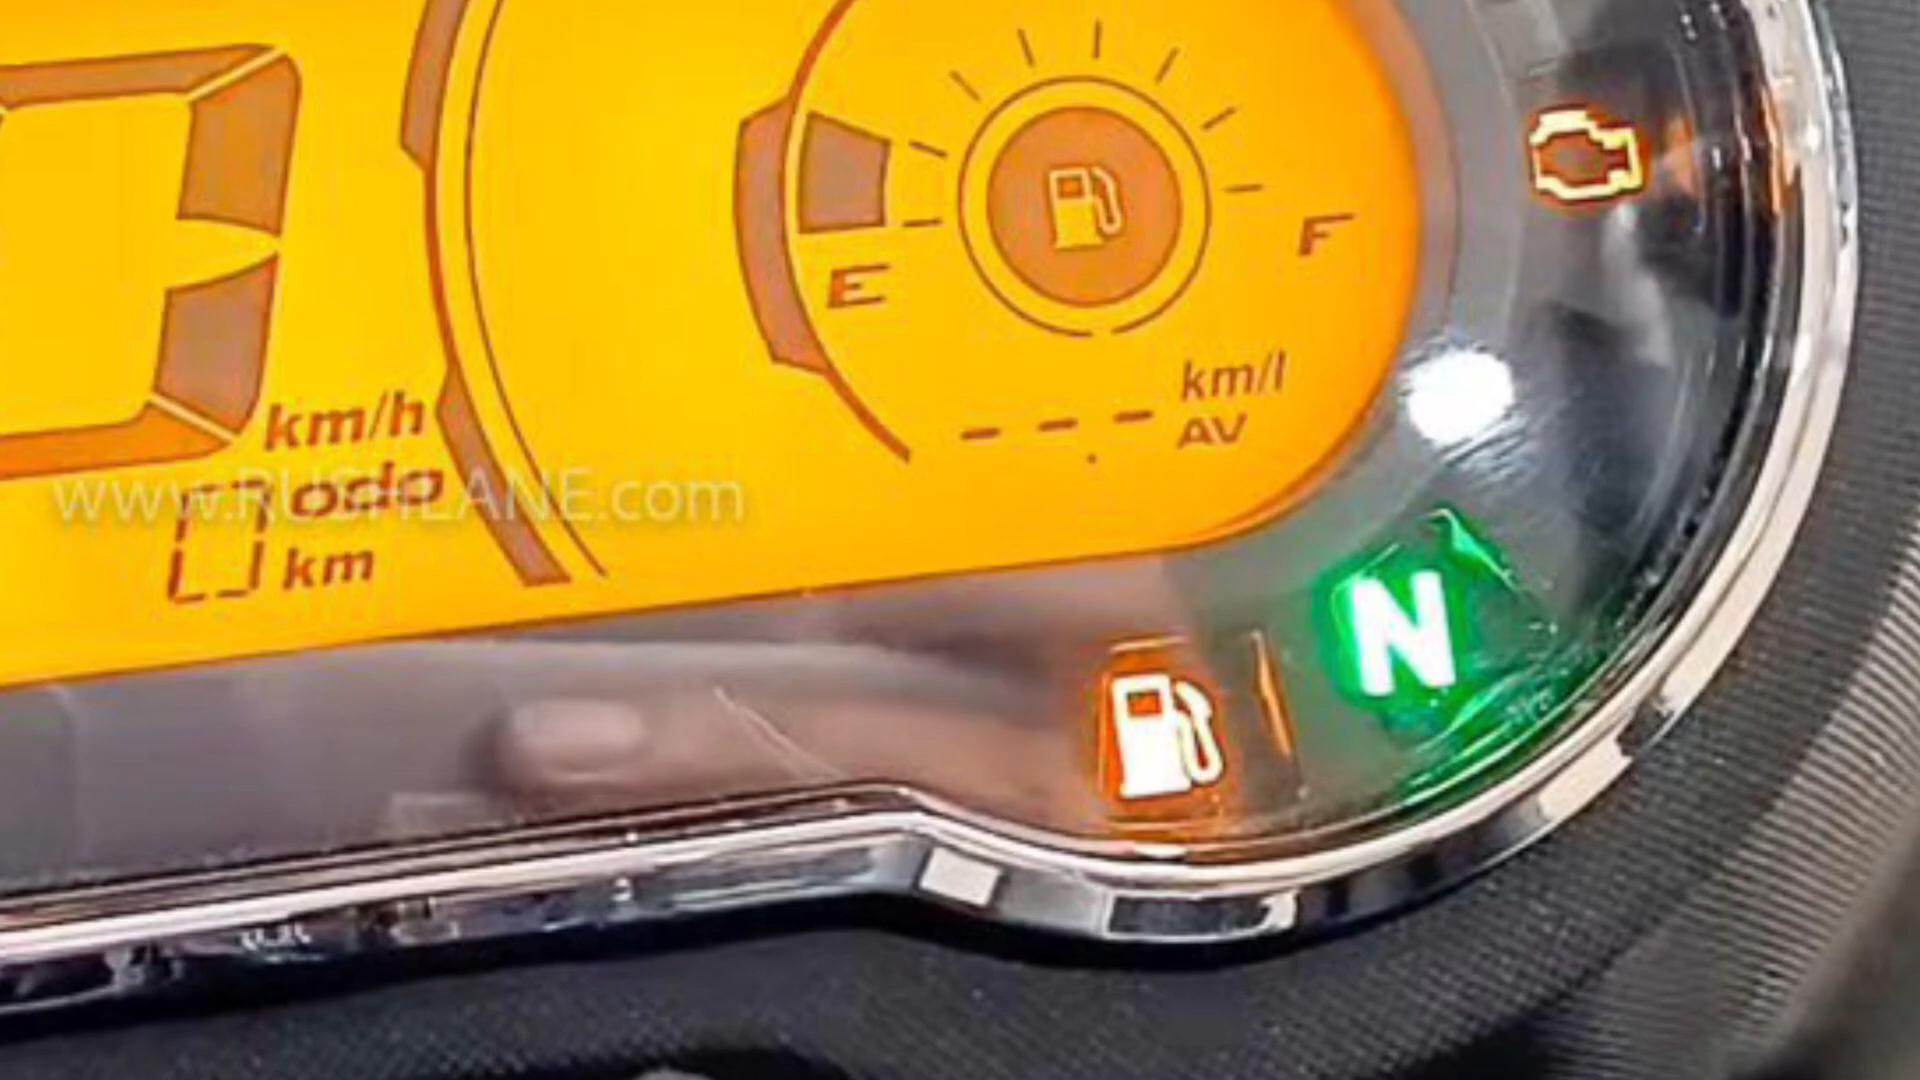 E
F
km/l
AV
- - - . -
km/h
odo
km
www.RUSHLANE.com
N